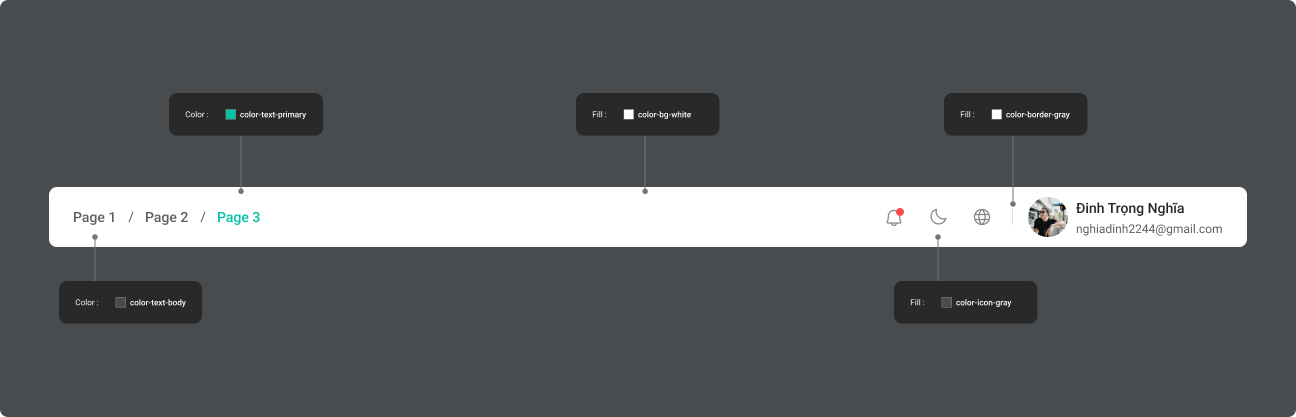 Color : color-text-primary
Fill : color-bg-white
Fill : color-border-gray
Page 1 / Page 2 / Page 3
Đinh Trọng Nghĩa
nghiadinh2244@gmail.com
Color : color-text-body
Fill : color-icon-gray